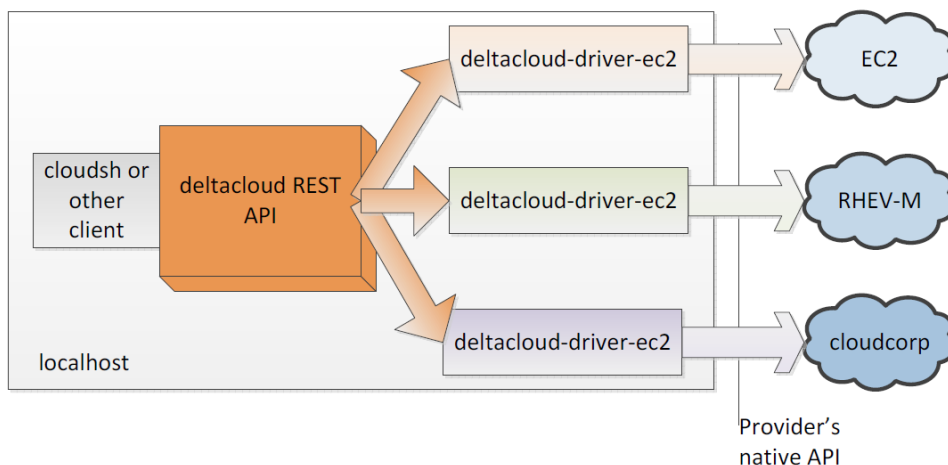 deltacloud-driver-ec2
EC2
cloudsh or
other
client
deltacloud REST
API
deltacloud-driver-ec2
RHEV-M
deltacloud-driver-ec2
cloudcorp
localhost
Provider's
native API